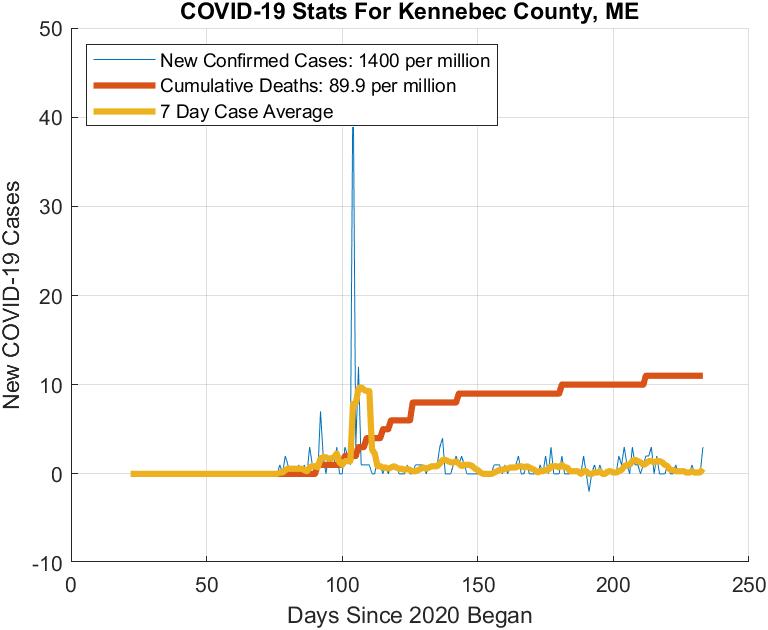 COVID-19 Stats For Kennebec County, ME
50
New Confirmed Cases: 1400 per million
Cumulative Deaths: 89.9 per million
7 Day Case Average
40
30
20
10
0
-10
New COVID-19 Cases
0 50 100 150 200 250
Days Since 2020 Began